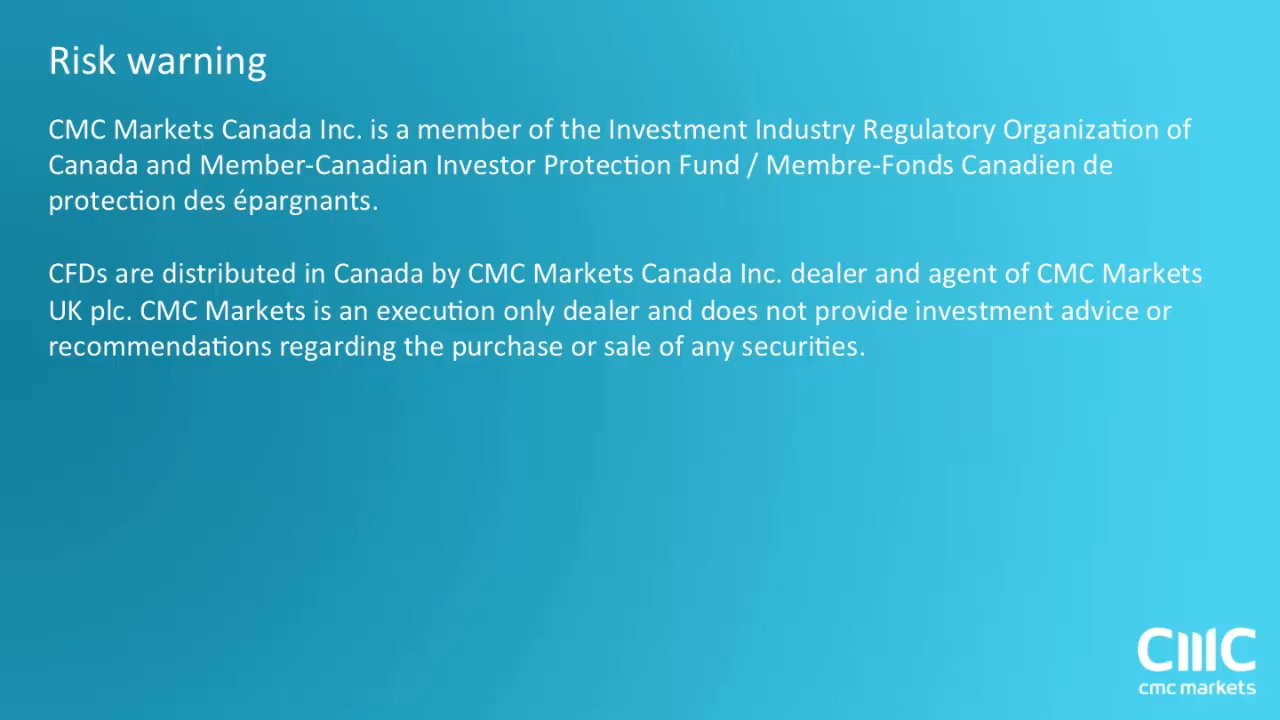 Risk warning
CMC Markets Canada Inc. is a member of the Investment Industry Regulatory Organization of
Canada and Member-Canadian Investor Protection Fund / Membre-Fonds Canadien de
protection des épargnants.
CFDs are distributed in Canada by CMC Markets Canada Inc. dealer and agent of CMC Markets
UK plc. CMC Markets is an execution only dealer and does not provide investment advice or
recommendations regarding the purchase or sale of any securities.
CMC
cmc markets